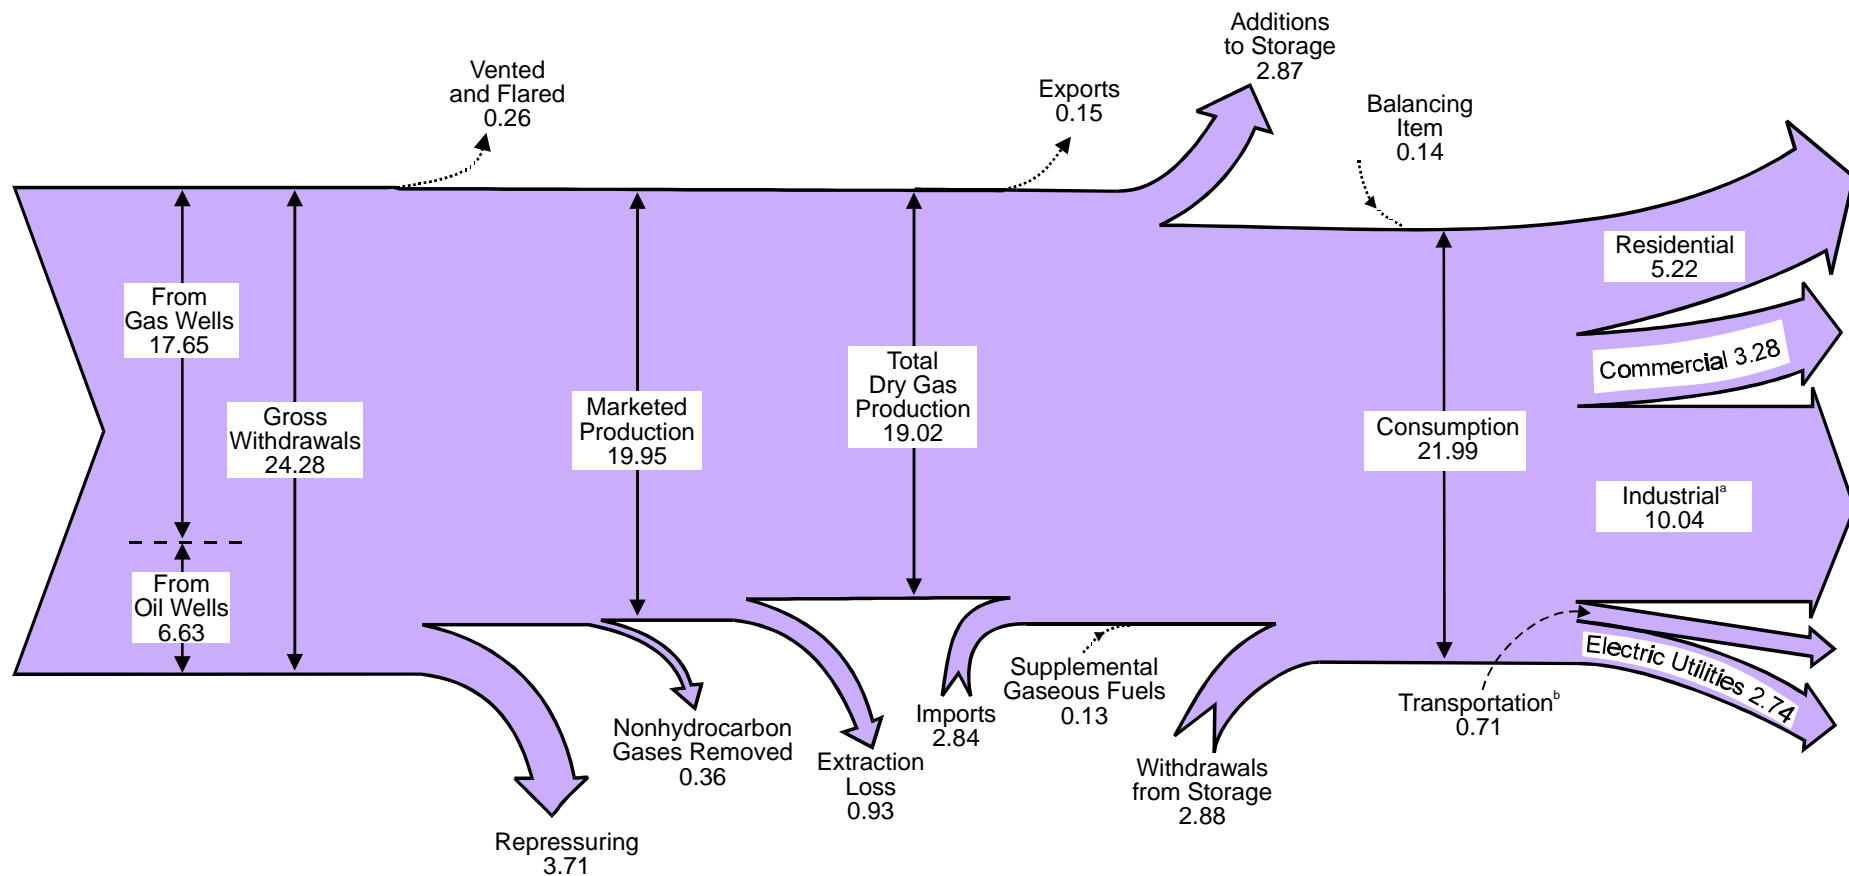 Additions
to Storage
2.87
Vented
and Flared
0.26
Exports
0.15
Balancing
Item
0.14
From
Gas Wells
17.65
Gross
Withdrawals
24.28
From
Oil Wells
6.63
Marketed
Production
19.95
Total
Dry Gas
Production
19.02
Consumption
21.99
Residential
5.22
Commercial 3.28
Industrialª
10.04
Electric Utilities 2.74
Transportationᵇ
0.71
Repressuring
3.71
Nonhydrocarbon
Gases Removed
0.36
Extraction
Loss
0.93
Imports
2.84
Supplemental
Gaseous Fuels
0.13
Withdrawals
from Storage
2.88